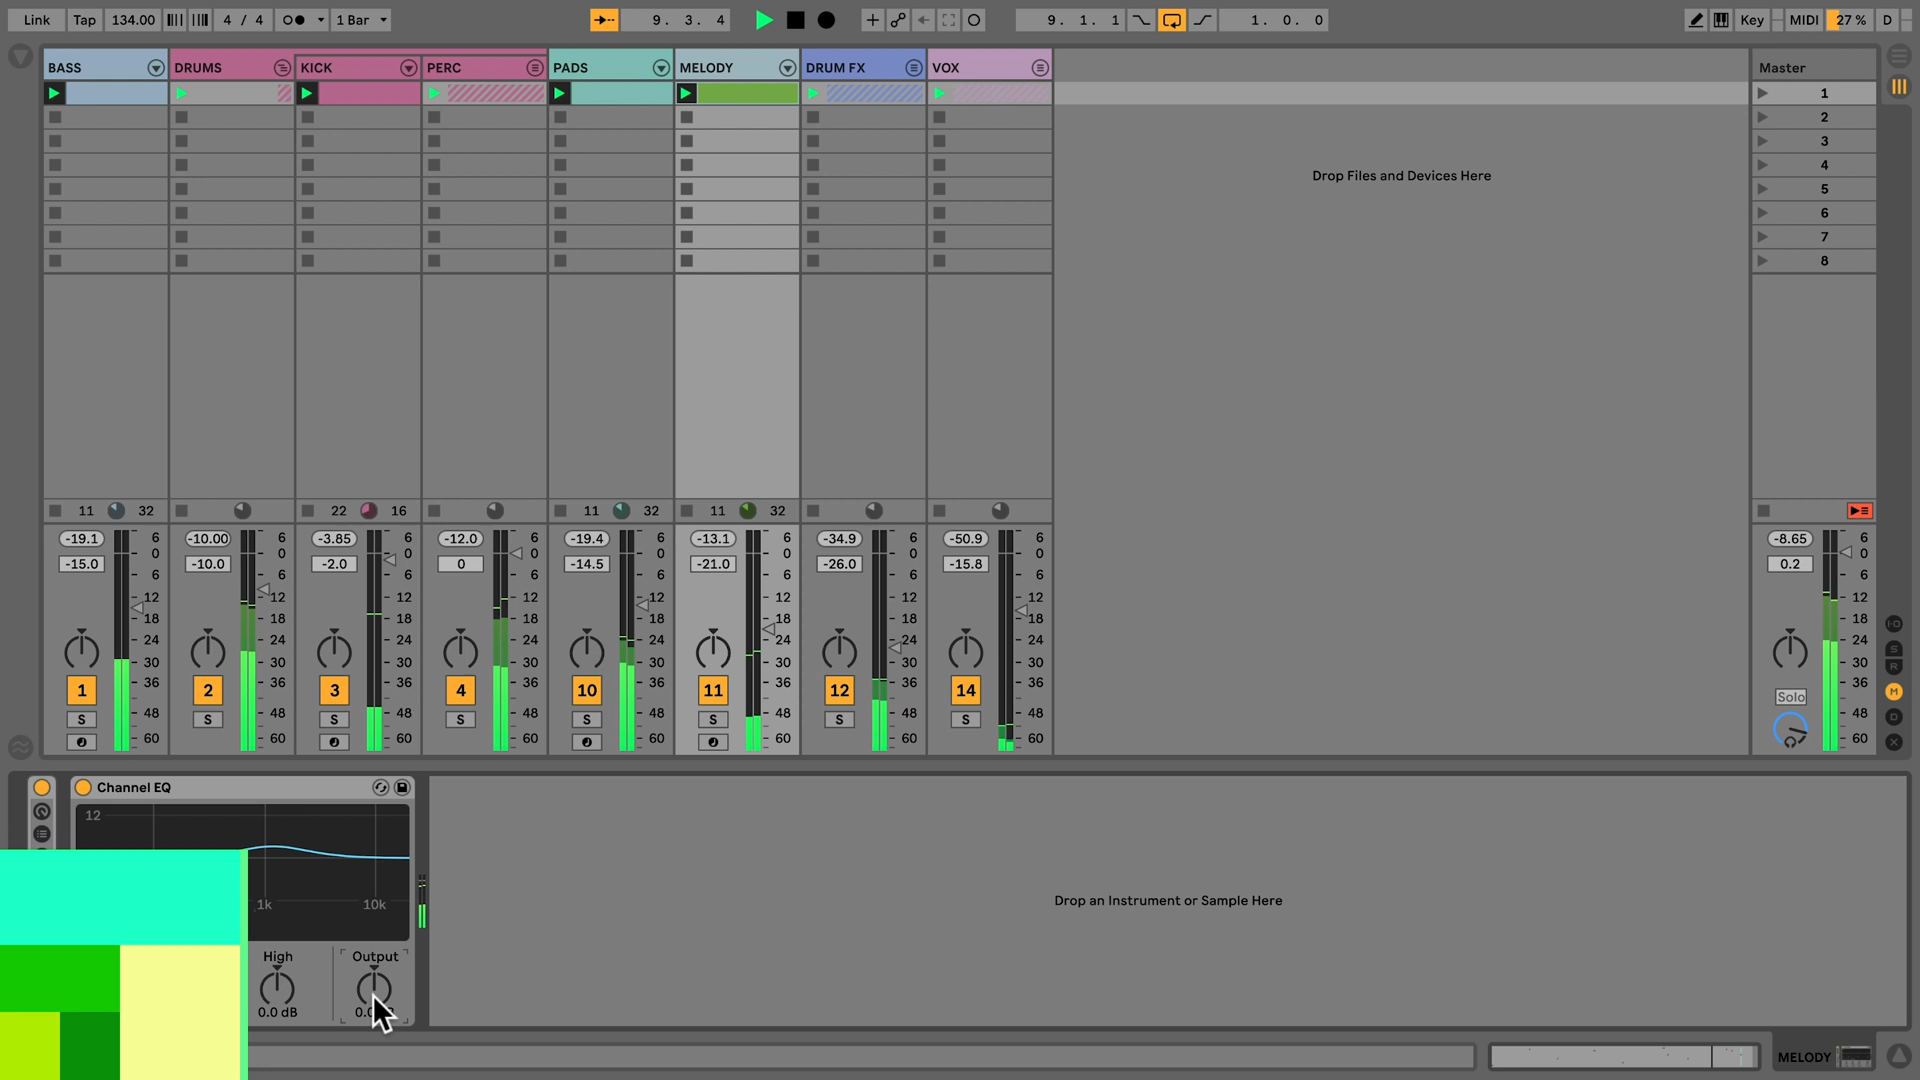 Link Tap 134.00 4 / 4 1 Bar 9. 3. 4 9. 1. 1 1. 0. 0 Key MIDI 27 % D
BASS DRUMS KICK PERC PADS MELODY DRUM FX VOX Master
1
2
3
4
5
6
7
8
Drop Files and Devices Here
11 32 22 16 11 32 11 32
-19.1 -10.00 -3.85 -12.0 -19.4 -13.1 -34.9 -50.9 -8.65
-15.0 -10.0 -2.0 0 -14.5 -21.0 -26.0 -15.8 0.2
6 6 6 6 6 6 6 6 6
0 0 0 0 0 0 0 0 0
6 6 6 6 6 6 6 6 6
12 12 12 12 12 12 12 12 12
18 18 18 18 18 18 18 18 18
24 24 24 24 24 24 24 24 24
30 30 30 30 30 30 30 30 30
36 36 36 36 36 36 36 36 36
48 48 48 48 48 48 48 48 48
60 60 60 60 60 60 60 60 60
1 2 3 4 10 11 12 14 Solo
S S S S S S S S
S
R
M
D
X
Channel EQ
12
1k 10k
High Output
0.0 dB
Drop an Instrument or Sample Here
MELODY